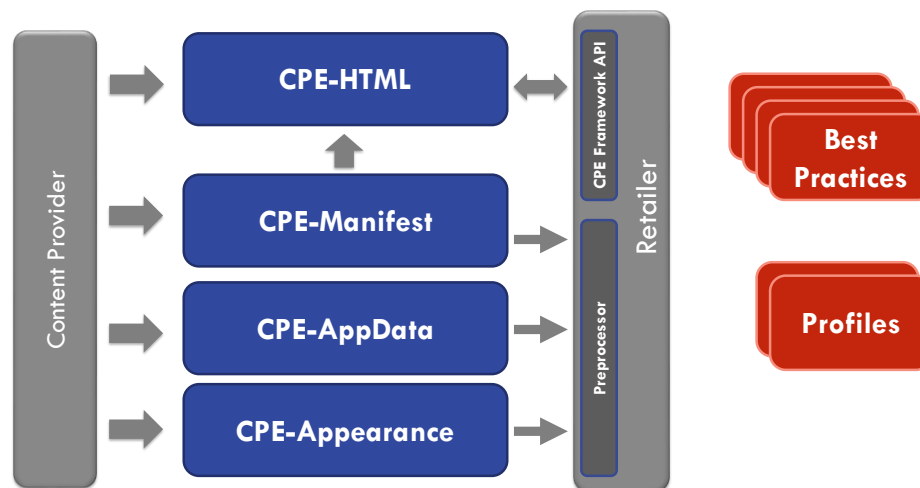 Content Provider
CPE-HTML
CPE-Manifest
CPE-AppData
CPE-Appearance
CPE Framework API
Preprocessor
Retailer
Best
Practices
Profiles